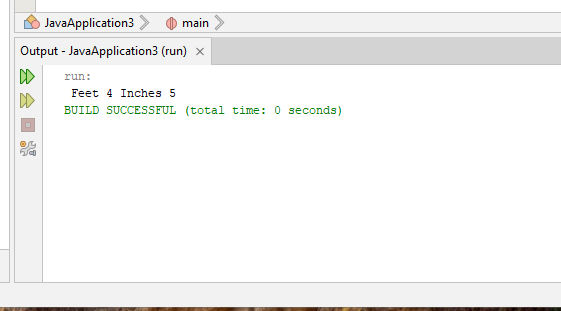 JavaApplication3 main
Output - JavaApplication3 (run) ×
run:
Feet 4 Inches 5
BUILD SUCCESSFUL (total time: 0 seconds)